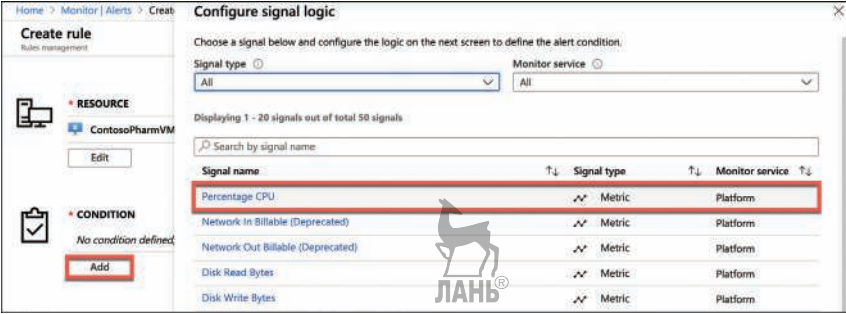 Home > Monitor | Alerts > Creat
Create rule
Rules management
* RESOURCE
ContosoPharmVM
Edit
* CONDITION
No condition defined,
Add
Configure signal logic
Choose a signal below and configure the logic on the next screen to define the alert condition.
Signal type Monitor service
All All
Displaying 1 - 20 signals out of total 50 signals
Search by signal name
Signal name ↑↓ Signal type ↑↓ Monitor service ↑↓
Percentage CPU Metric Platform
Network In Billable (Deprecated) Metric Platform
Network Out Billable (Deprecated) Metric Platform
Disk Read Bytes Metric Platform
Disk Write Bytes Metric Platform
ЛАНЬ®